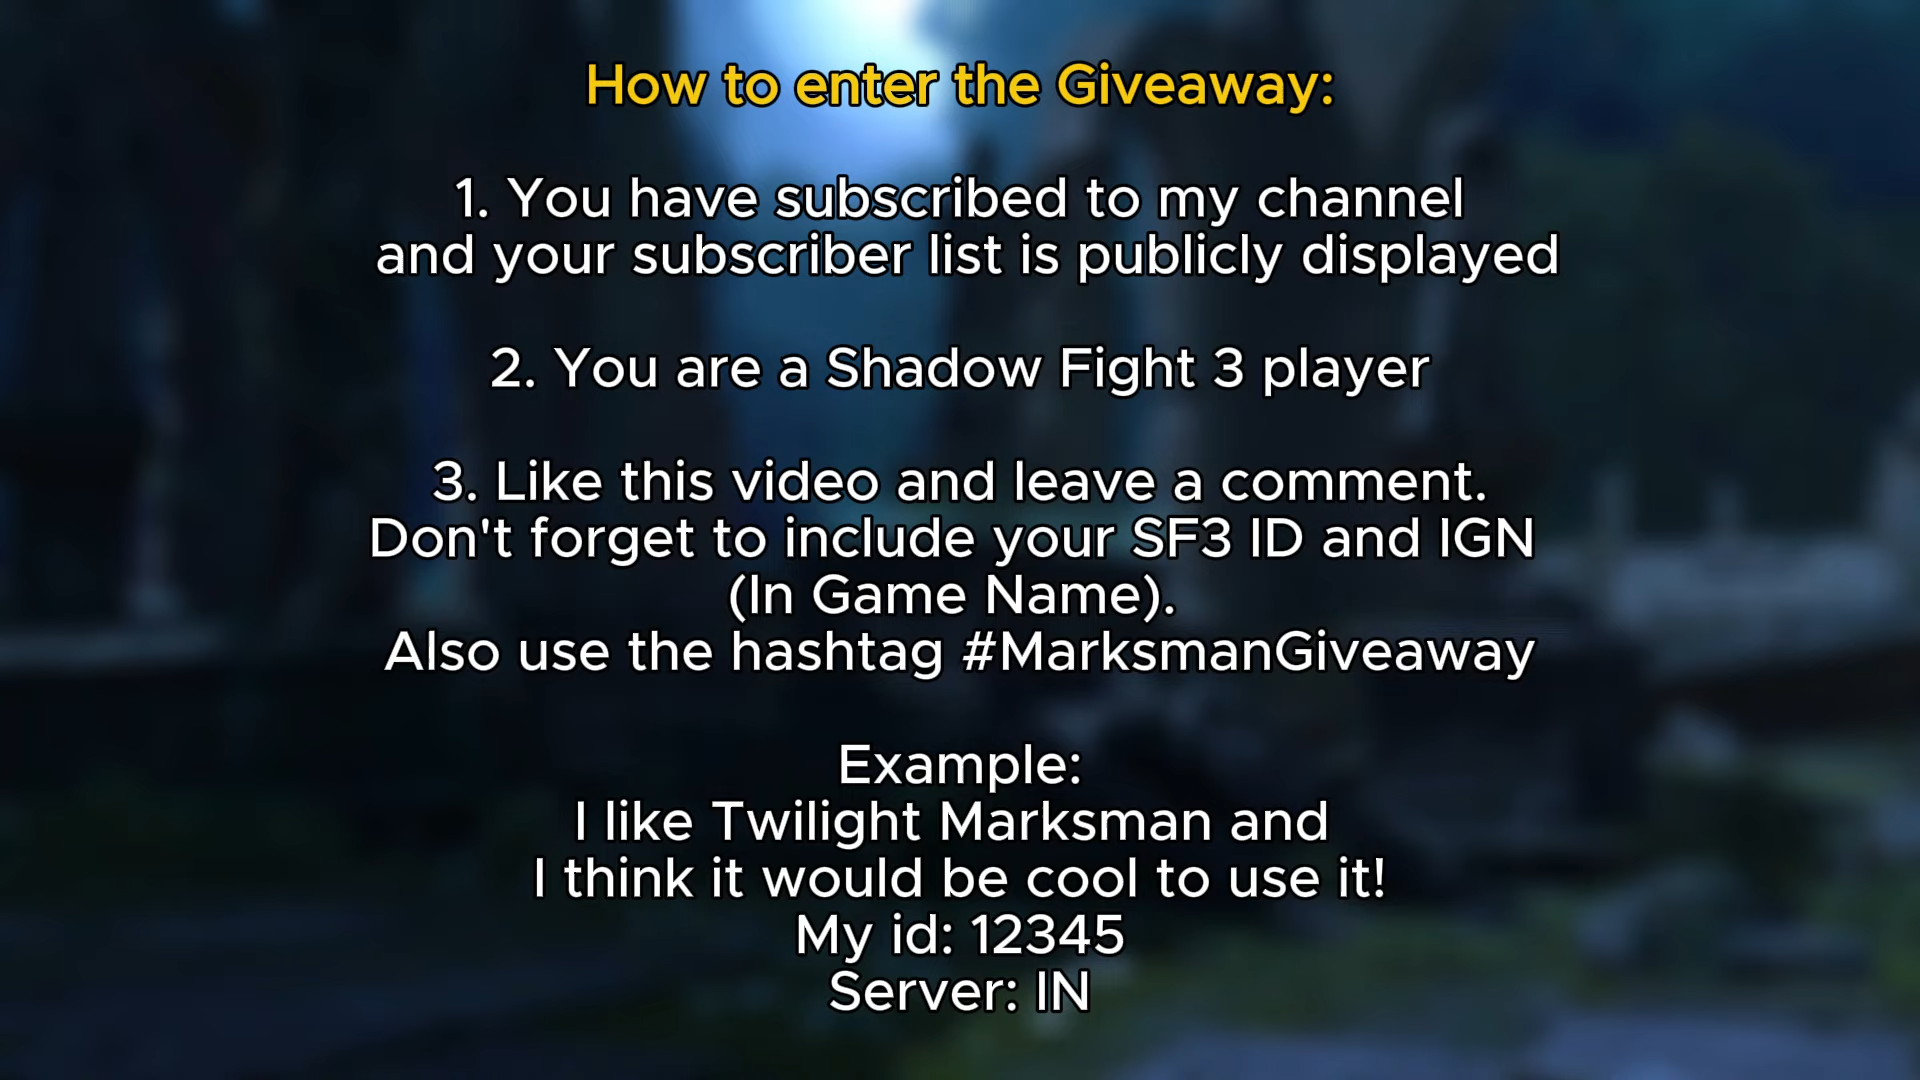 How to enter the Giveaway:
1. You have subscribed to my channel
and your subscriber list is publicly displayed
2. You are a Shadow Fight 3 player
3. Like this video and leave a comment.
Don't forget to include your SF3 ID and IGN
(In Game Name).
Also use the hashtag #MarksmanGiveaway
Example:
I like Twilight Marksman and
I think it would be cool to use it!
My id: 12345
Server: IN